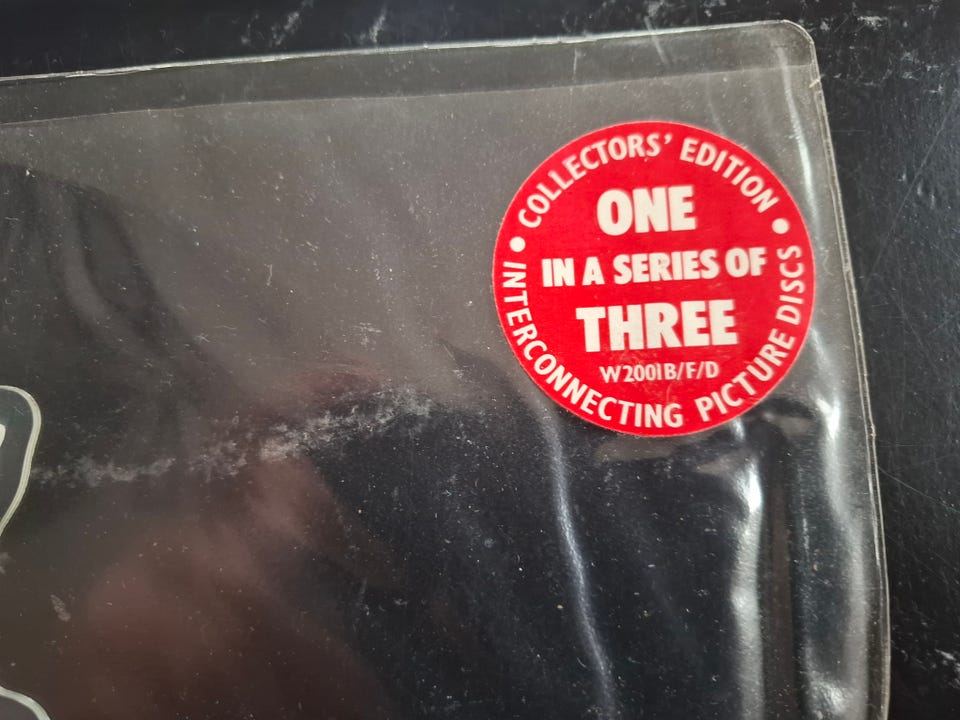 COLLECTORS' EDITION
ONE
IN A SERIES OF
THREE
W2001B/F/D
INTERCONNECTING PICTURE DISCS